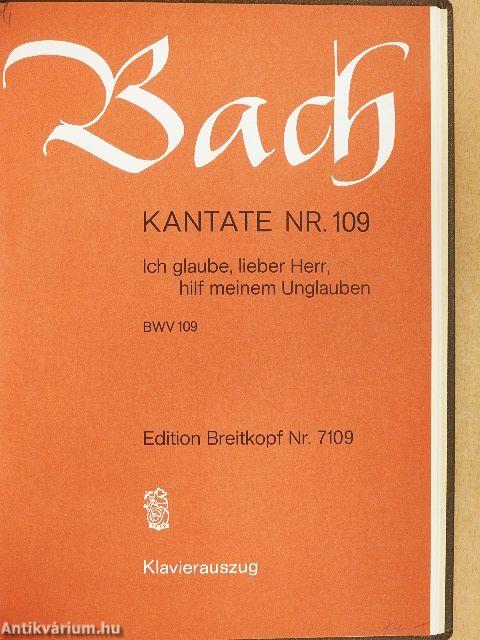 Bach
KANTATE NR. 109
Ich glaube, lieber Herr,
hilf meinem Unglauben
BWV 109
Edition Breitkopf Nr. 7109
Klavierauszug
Antikvárium.hu